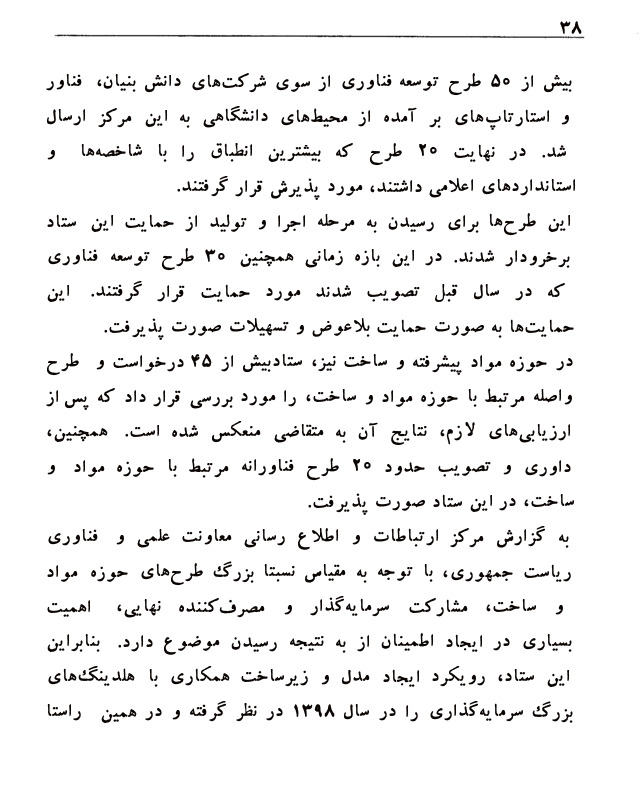 ۳۸
بیش از ۵۰ طرح توسعه فناوری از سوی شرکت‌های دانش بنیان، فناور
و استارتاپ‌های بر آمده از محیط‌های دانشگاهی به این مرکز ارسال
شد. در نهایت ۲۰ طرح که بیشترین انطباق را با شاخصه‌ها و
استانداردهای اعلامی داشتند، مورد پذیرش قرار گرفتند.
این طرح‌ها برای رسیدن به مرحله اجرا و تولید از حمایت این ستاد
برخرودار شدند. در این بازه زمانی همچنین ۳۰ طرح توسعه فناوری
که در سال قبل تصویب شدند مورد حمایت قرار گرفتند. این
حمایت‌ها به صورت حمایت بلاعوض و تسهیلات صورت پذیرفت.
در حوزه مواد پیشرفته و ساخت نیز، ستادبیش از ۴۵ درخواست و طرح
واصله مرتبط با حوزه مواد و ساخت، را مورد بررسی قرار داد که پس از
ارزیابی‌های لازم، نتایج آن به متقاضی منعکس شده است. همچنین،
داوری و تصویب حدود ۲۰ طرح فناورانه مرتبط با حوزه مواد و
ساخت، در این ستاد صورت پذیرفت.
به گزارش مرکز ارتباطات و اطلاع رسانی معاونت علمی و فناوری
ریاست جمهوری، با توجه به مقیاس نسبتا بزرگ طرح‌های حوزه مواد
و ساخت، مشارکت سرمایه‌گذار و مصرف‌کننده نهایی، اهمیت
بسیاری در ایجاد اطمینان از به نتیجه رسیدن موضوع دارد. بنابراین
این ستاد، رویکرد ایجاد مدل و زیرساخت همکاری با هلدینگ‌های
بزرگ سرمایه‌گذاری را در سال ۱۳۹۸ در نظر گرفته و در همین راستا